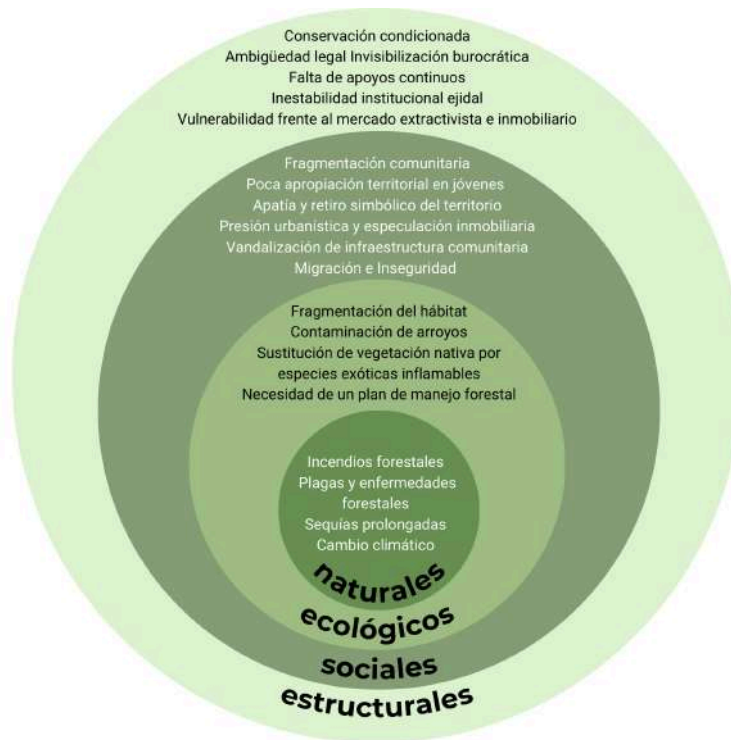 Conservación condicionada
Ambigüedad legal Invisibilización burocrática
Falta de apoyos continuos
Inestabilidad institucional ejidal
Vulnerabilidad frente al mercado extractivista e inmobiliario
Fragmentación comunitaria
Poca apropiación territorial en jóvenes
Apatía y retiro simbólico del territorio
Presión urbanística y especulación inmobiliaria
Vandalización de infraestructura comunitaria
Migración e Inseguridad
Fragmentación del hábitat
Contaminación de arroyos
Sustitución de vegetación nativa por
especies exóticas inflamables
Necesidad de un plan de manejo forestal
Incendios forestales
Plagas y enfermedades
forestales
Sequías prolongadas
Cambio climático
naturales
ecológicos
sociales
estructurales